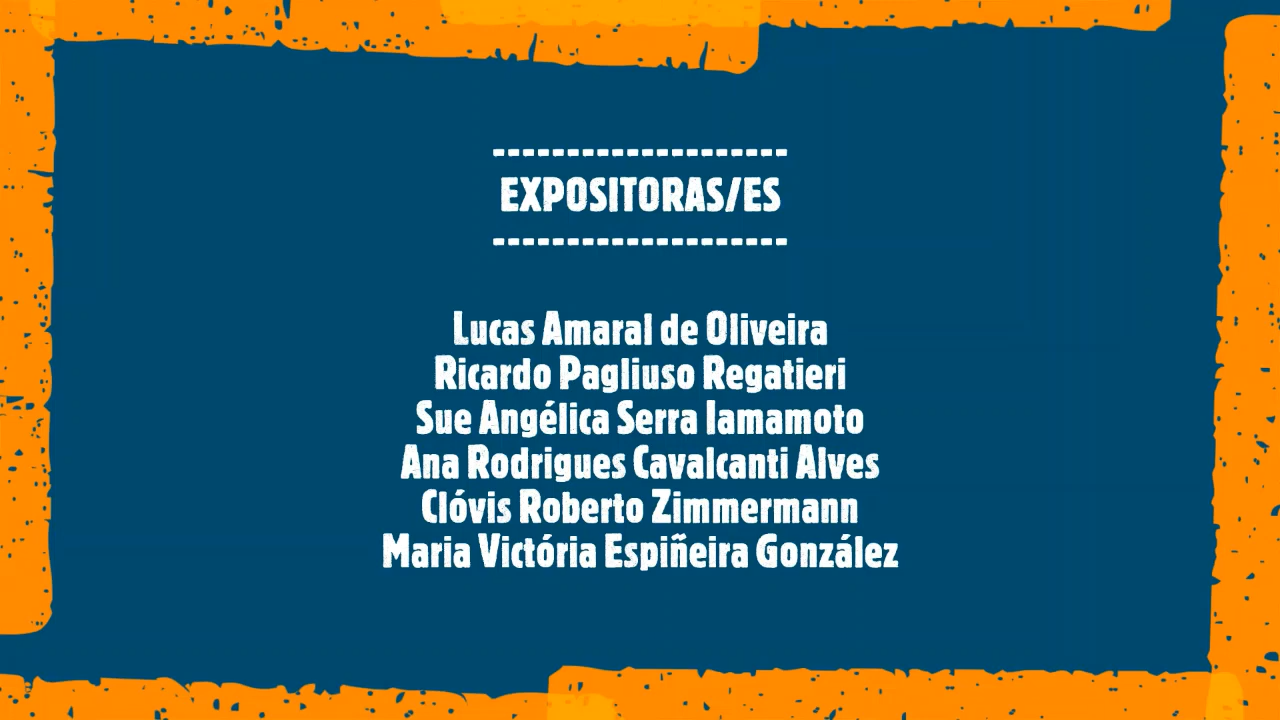 --------------------
EXPOSITORAS/ES
--------------------
Lucas Amaral de Oliveira
Ricardo Pagliuso Regatieri
Sue Angélica Serra Iamamoto
Ana Rodrigues Cavalcanti Alves
Clóvis Roberto Zimmermann
Maria Victória Espiñeira González